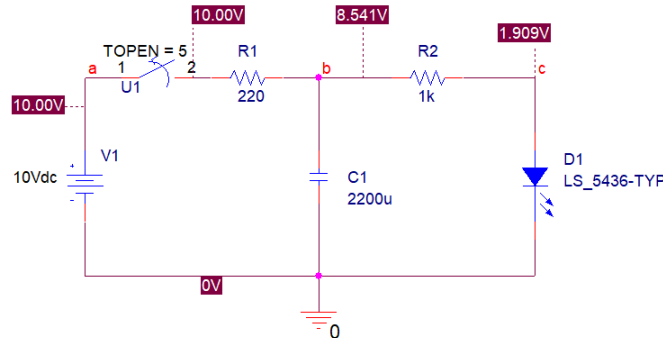 10.00V
8.541V
1.909V
TOPEN = 5
R1
R2
a
1
2
b
c
U1
220
1k
10.00V
V1
D1
10Vdc
C1
LS_5436-TYP
2200u
0V
0